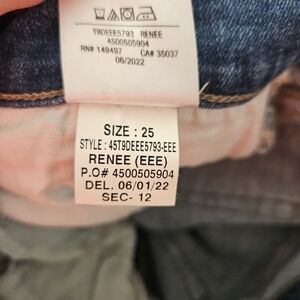 T9DEEE5793 RENEE
4500505904
RN# 149497 CA# 35037
06/2022
SIZE : 25
STYLE : 45T9DEEE5793-EEE
RENEE (EEE)
P.O# 4500505904
DEL. 06/01/22
SEC- 12